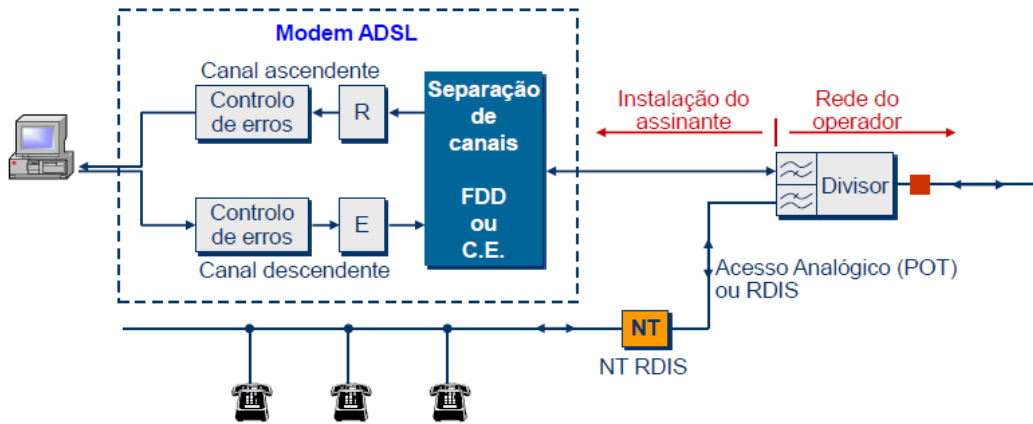 Modem ADSL
Canal ascendente
Controlo
de erros
R
Separação
de
canais
FDD
ou
C.E.
Controlo
de erros
E
Canal descendente
Instalação do
assinante
Rede do
operador
Divisor
Acesso Analógico (POT)
ou RDIS
NT
NT RDIS